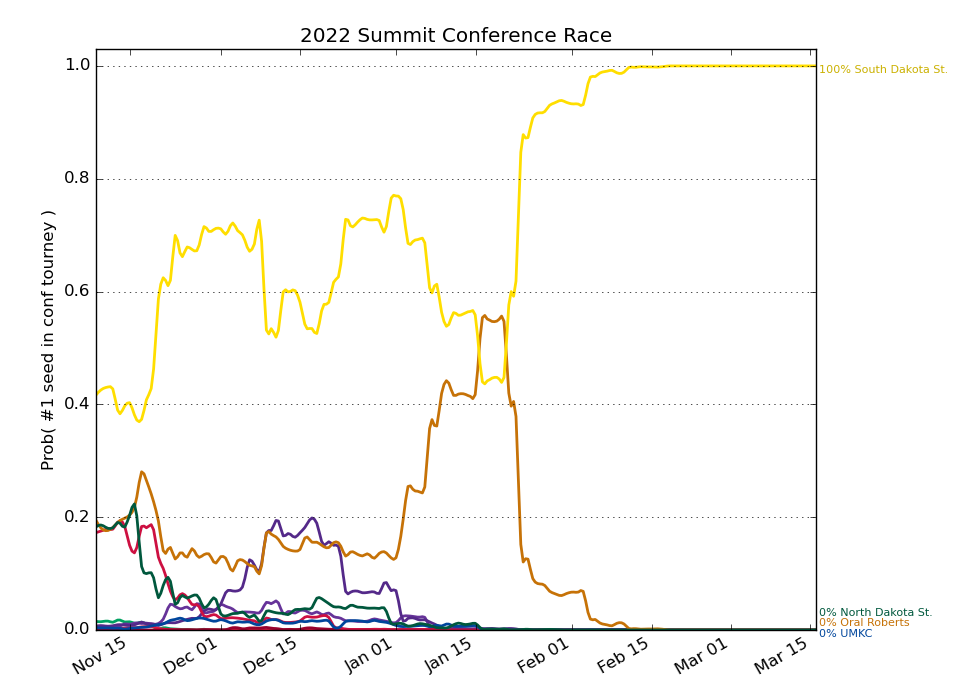 2022 Summit Conference Race
Prob( #1 seed in conf tourney )
1.0
0.8
0.6
0.4
0.2
0.0
100% South Dakota St.
0% North Dakota St.
0% Oral Roberts
0% UMKC
Nov 15
Dec 01
Dec 15
Jan 01
Jan 15
Feb 01
Feb 15
Mar 01
Mar 15